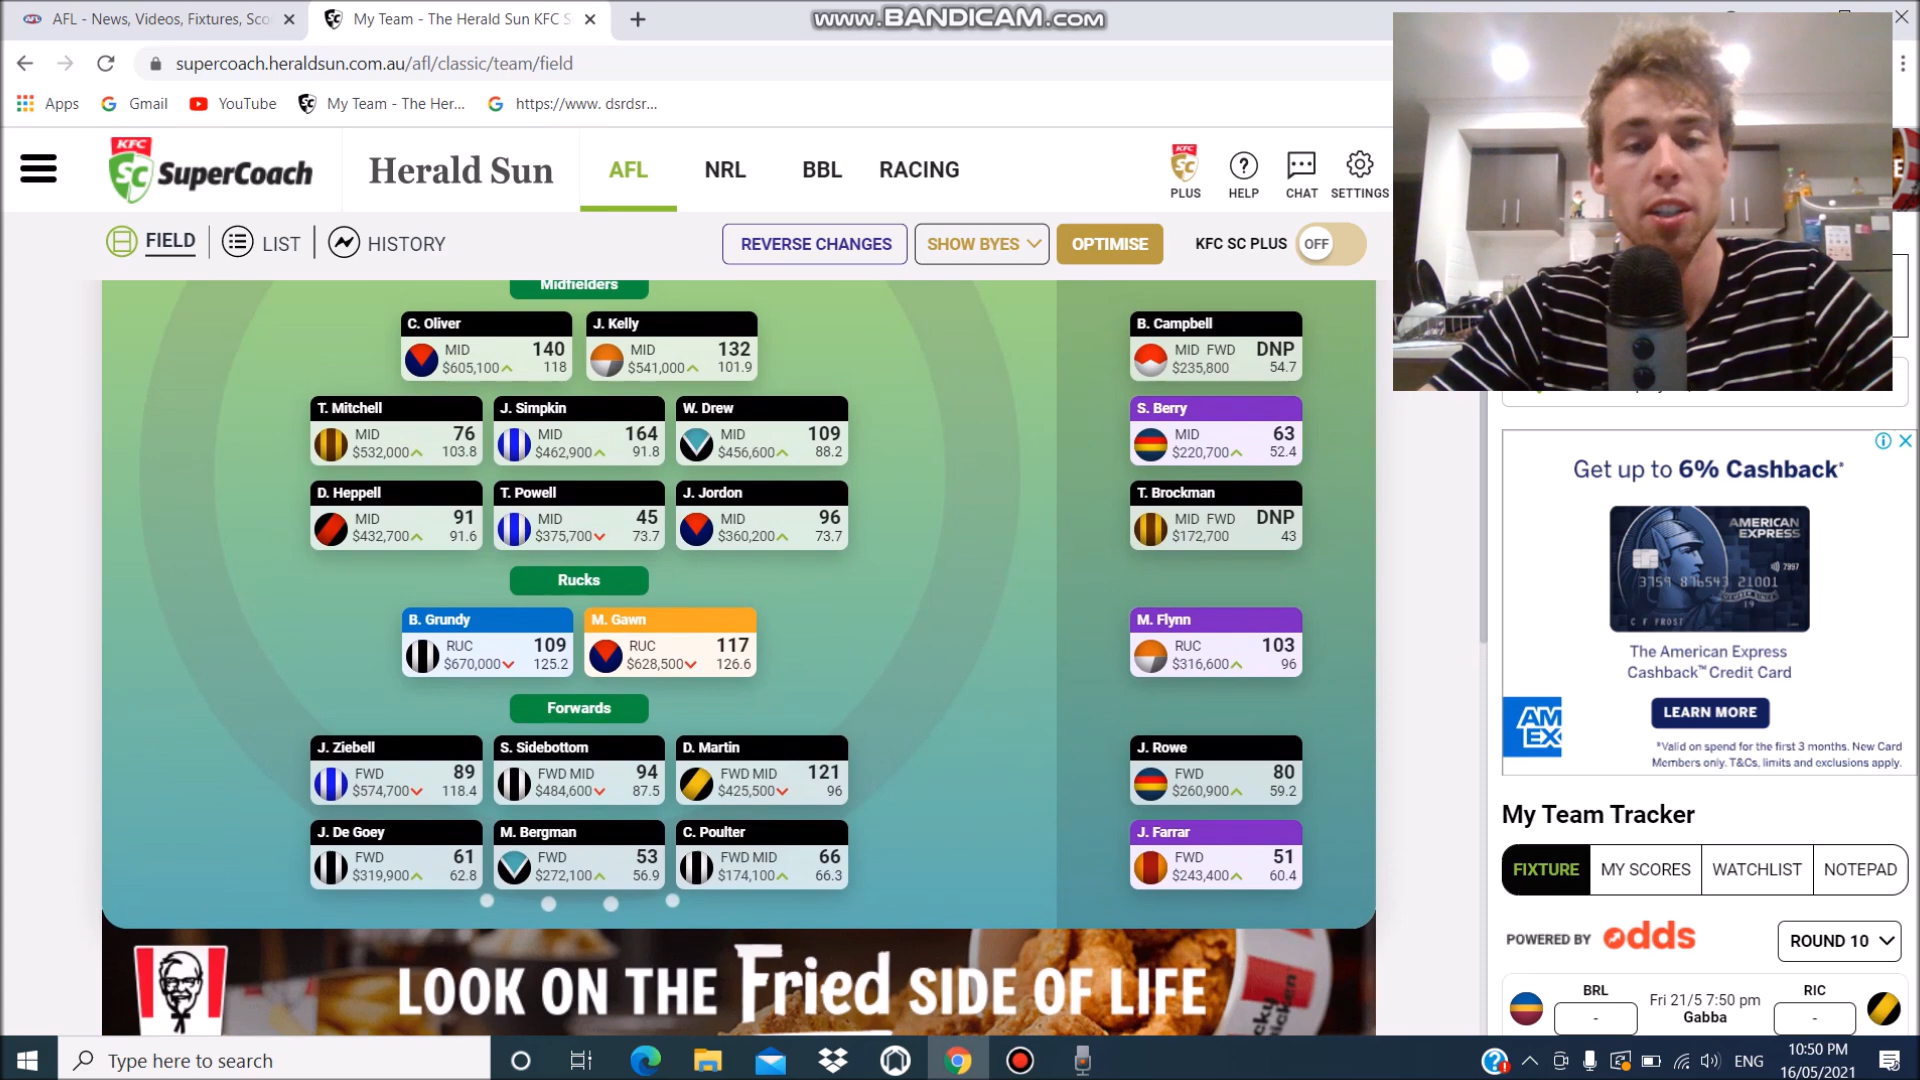 AFL - News, Videos, Fixtures, Sco
My Team - The Herald Sun KFC S
www.BANDICAM.com
supercoach.heraldsun.com.au/afl/classic/team/field
Apps
Gmail
YouTube
My Team - The Her...
https://www. dsrdsr...
KFC
SC
SuperCoach
Herald Sun
AFL
NRL
BBL
RACING
PLUS
HELP
CHAT
SETTINGS
FIELD
LIST
HISTORY
REVERSE CHANGES
SHOW BYES
OPTIMISE
KFC SC PLUS
OFF
Midfielders
C. Oliver
MID 140
$605,100 118
J. Kelly
MID 132
$541,000 101.9
B. Campbell
MID FWD DNP
$235,800 54.7
T. Mitchell
MID 76
$532,000 103.8
J. Simpkin
MID 164
$462,900 91.8
W. Drew
MID 109
$456,600 88.2
S. Berry
MID 63
$220,700 52.4
D. Heppell
MID 91
$432,700 91.6
T. Powell
MID 45
$375,700 73.7
J. Jordon
MID 96
$360,200 73.7
T. Brockman
MID FWD DNP
$172,700 43
Rucks
B. Grundy
RUC 109
$670,000 125.2
M. Gawn
RUC 117
$628,500 126.6
M. Flynn
RUC 103
$316,600 96
Forwards
J. Ziebell
FWD 89
$574,700 118.4
S. Sidebottom
FWD MID 94
$484,600 87.5
D. Martin
FWD MID 121
$425,500 96
J. Rowe
FWD 80
$260,900 59.2
J. De Goey
FWD 61
$319,900 62.8
M. Bergman
FWD 53
$272,100 56.9
C. Poulter
FWD MID 66
$174,100 66.3
J. Farrar
FWD 51
$243,400 60.4
LOOK ON THE Fried SIDE OF LIFE
KFC
Get up to 6% Cashback*
AMERICAN
EXPRESS
3759 876543 21001
C F FROST
The American Express
Cashback™ Credit Card
LEARN MORE
AM
EX
*Valid on spend for the first 3 months. New Card
Members only. T&Cs, limits and exclusions apply.
My Team Tracker
FIXTURE
MY SCORES
WATCHLIST
NOTEPAD
POWERED BY odds
ROUND 10
BRL
-
Fri 21/5 7:50 pm
Gabba
RIC
-
Type here to search
ENG
10:50 PM
16/05/2021